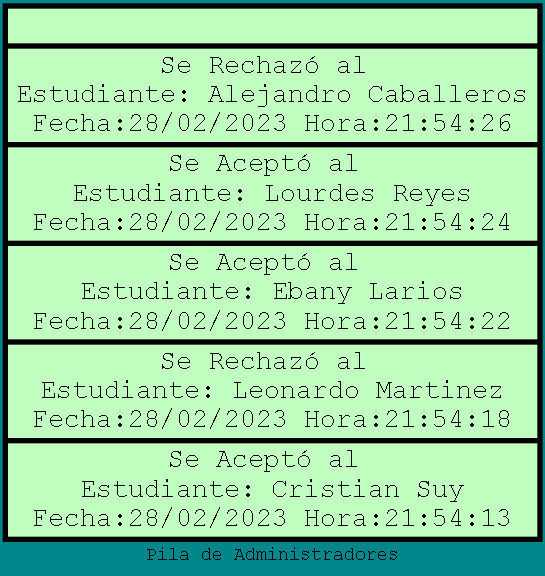 Se Rechazó al
Estudiante: Alejandro Caballeros
Fecha:28/02/2023 Hora:21:54:26
Se Aceptó al
Estudiante: Lourdes Reyes
Fecha:28/02/2023 Hora:21:54:24
Se Aceptó al
Estudiante: Ebany Larios
Fecha:28/02/2023 Hora:21:54:22
Se Rechazó al
Estudiante: Leonardo Martinez
Fecha:28/02/2023 Hora:21:54:18
Se Aceptó al
Estudiante: Cristian Suy
Fecha:28/02/2023 Hora:21:54:13
Pila de Administradores